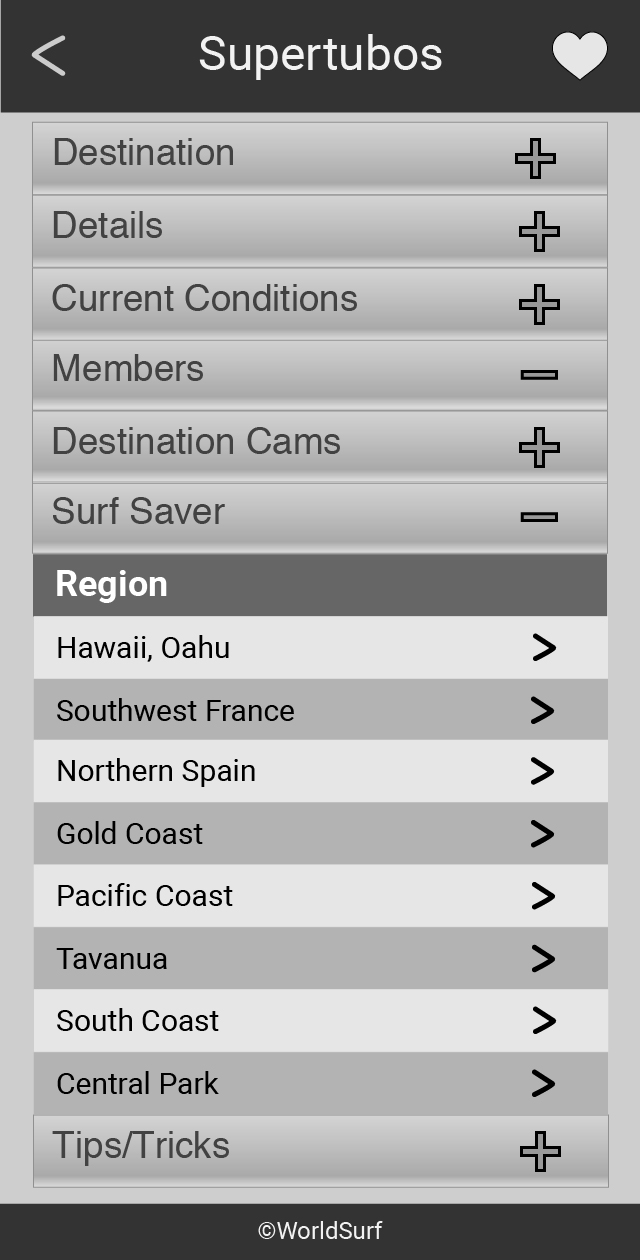 Supertubos
Destination
Details
Current Conditions
Members
Destination Cams
Surf Saver
Region
Hawaii, Oahu
Southwest France
Northern Spain
Gold Coast
Pacific Coast
Tavanua
South Coast
Central Park
Tips/Tricks
©WorldSurf